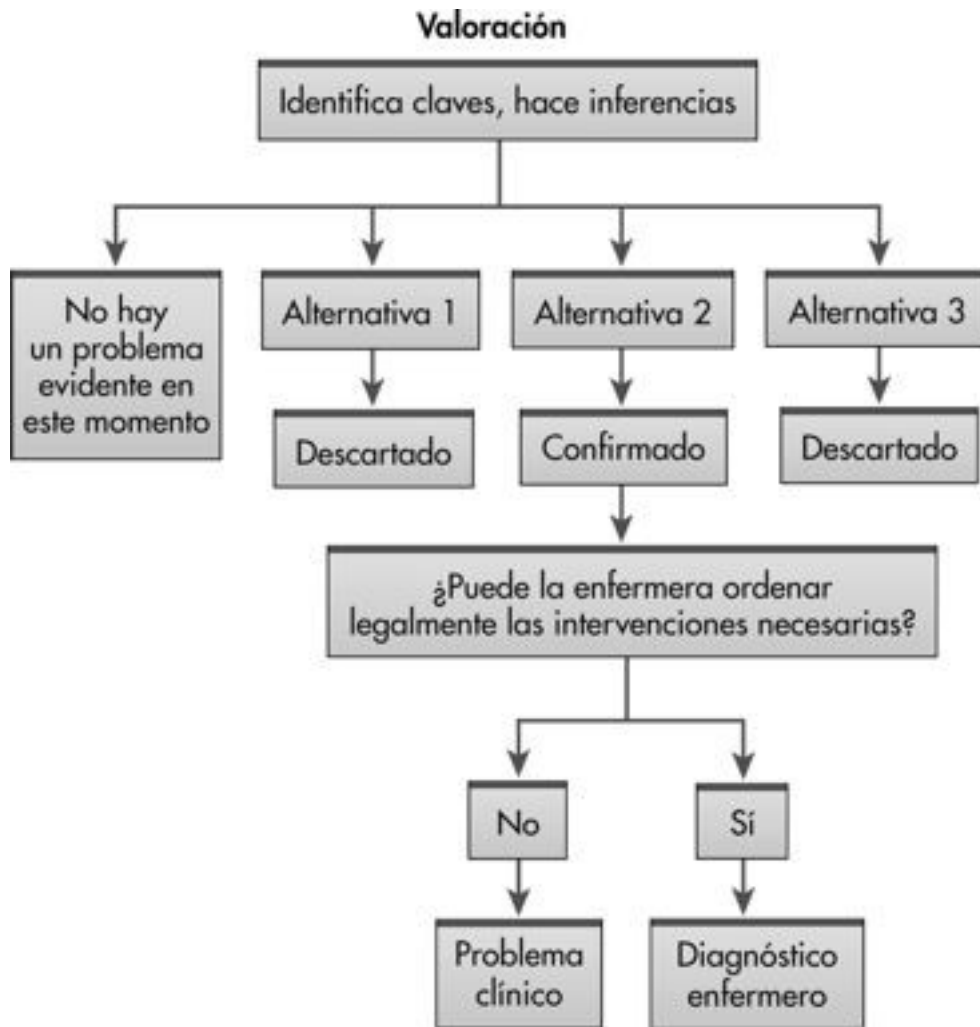 Valoración
Identifica claves, hace inferencias
No hay
un problema
evidente en
este momento
Alternativa 1
Alternativa 2
Alternativa 3
Descartado
Confirmado
Descartado
¿Puede la enfermera ordenar
legalmente las intervenciones necesarias?
No
Sí
Problema
clínico
Diagnóstico
enfermero